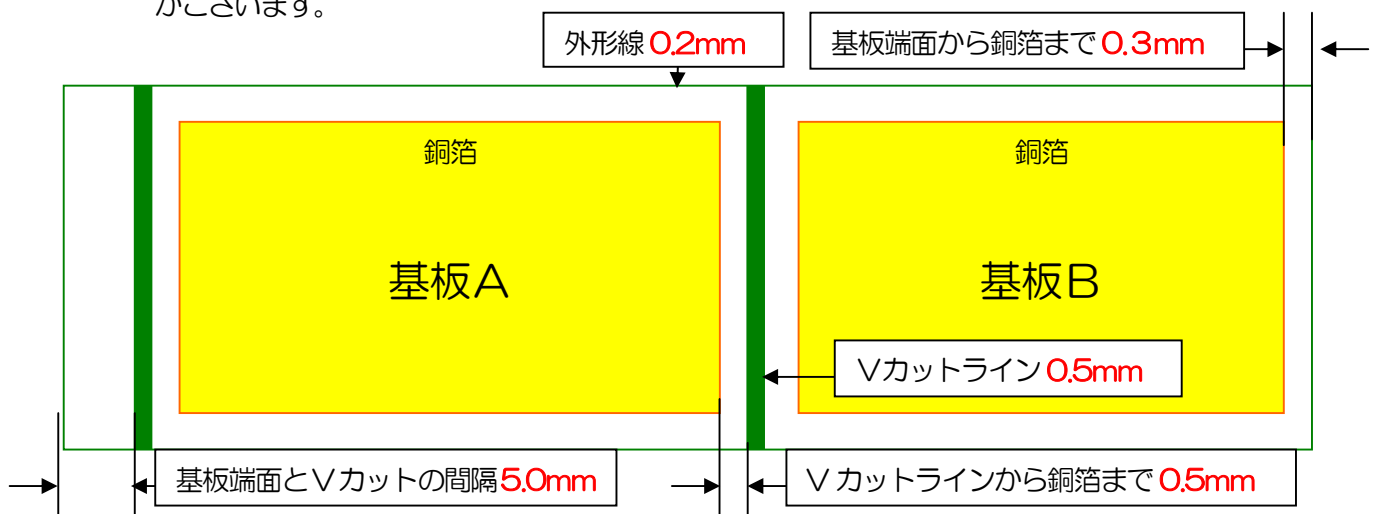 がございます。
外形線 0.2mm
基板端面から銅箔まで 0.3mm
銅箔
銅箔
基板A
基板B
Vカットライン 0.5mm
基板端面とVカットの間隔 5.0mm
Vカットラインから銅箔まで 0.5mm